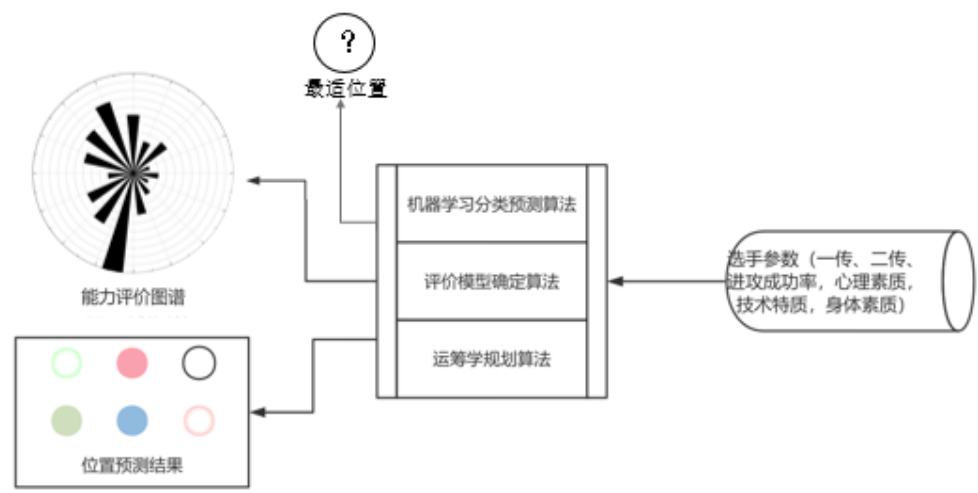 ?
最适位置
机器学习分类预测算法
评价模型确定算法
运筹学规划算法
选手参数（一传、二传、
进攻成功率，心理素质，
技术特质，身体素质）
能力评价图谱
位置预测结果